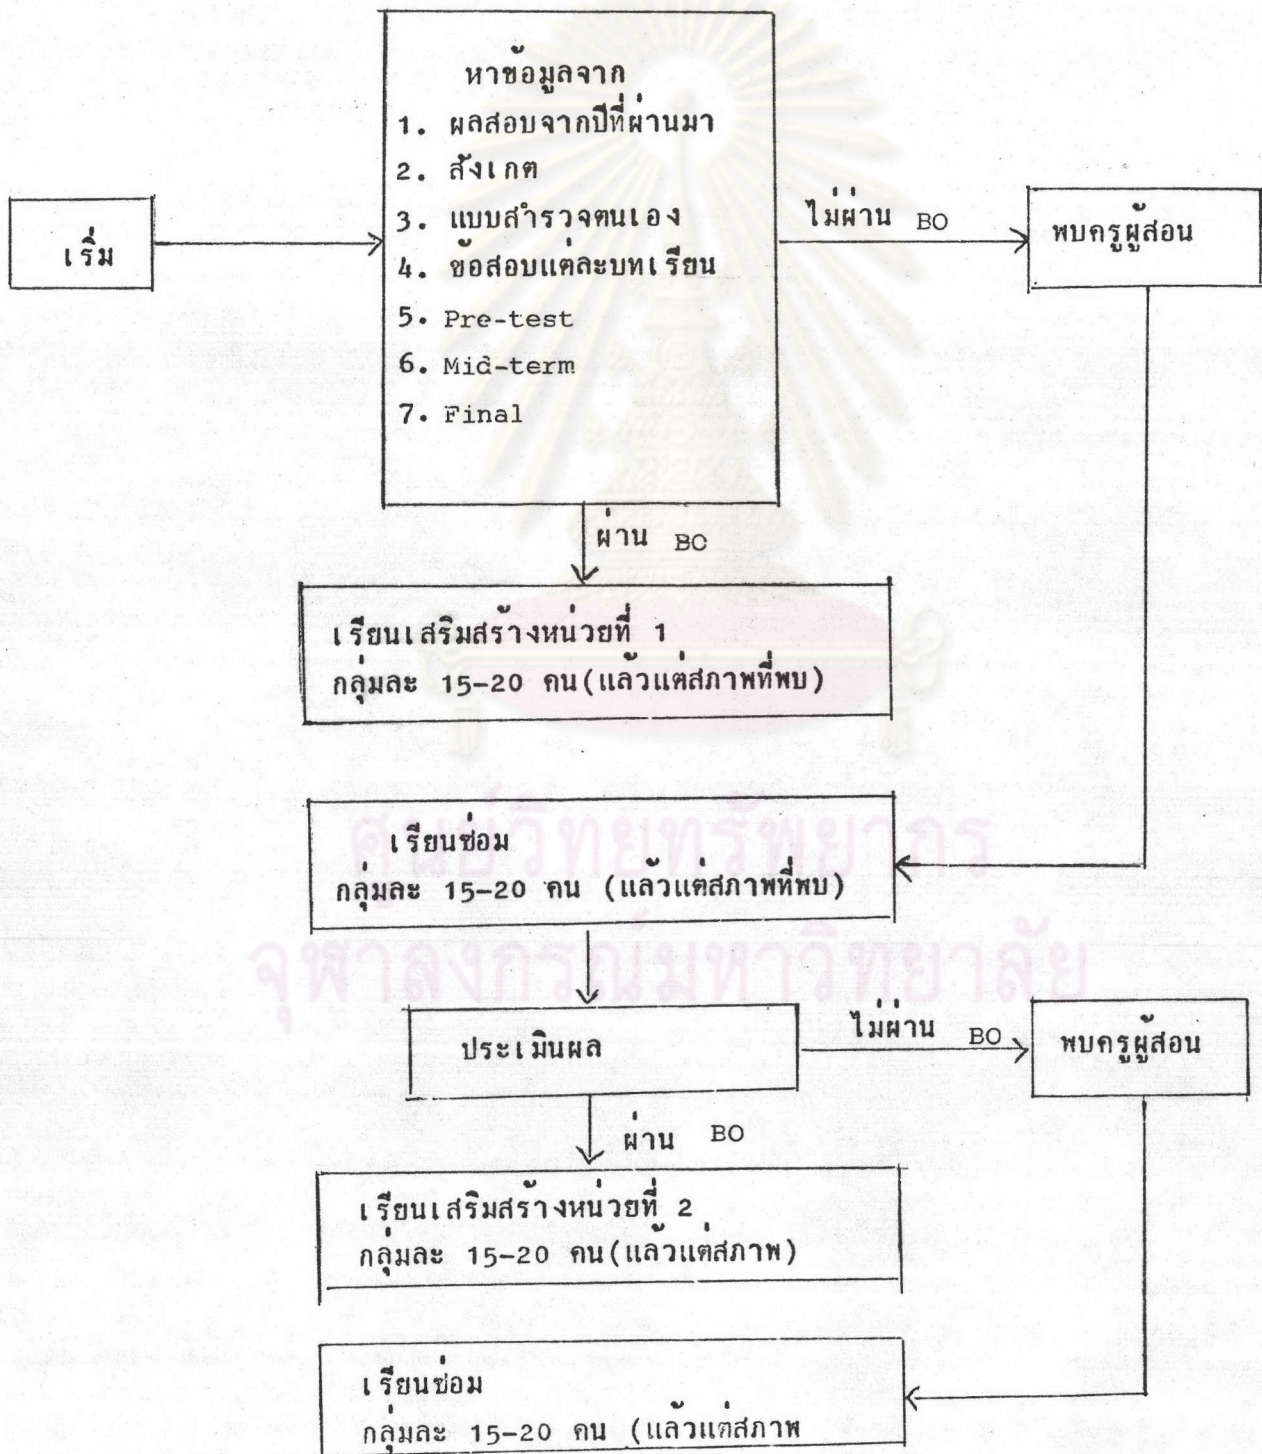 หาข้อมูลจาก
1. ผลสอบจากปีที่ผ่านมา
2. สังเกต
3. แบบสำรวจตนเอง
4. ข้อสอบแต่ละบทเรียน
5. Pre-test
6. Mid-term
7. Final
เริ่ม
ไม่ผ่าน BO
พบครูผู้สอน
ผ่าน BO
เรียนเสริมสร้างหน่วยที่ 1
กลุ่มละ 15-20 คน(แล้วแต่สภาพที่พบ)
ศูนย์วิทยทรัพยากร
เรียนซ่อม
กลุ่มละ 15-20 คน (แล้วแต่สภาพที่พบ)
จุฬาลงกรณ์มหาวิทยาลัย
ประเมินผล
ไม่ผ่าน BO
พบครูผู้สอน
ผ่าน BO
เรียนเสริมสร้างหน่วยที่ 2
กลุ่มละ 15-20 คน(แล้วแต่สภาพ)
เรียนซ่อม
กลุ่มละ 15-20 คน (แล้วแต่สภาพ